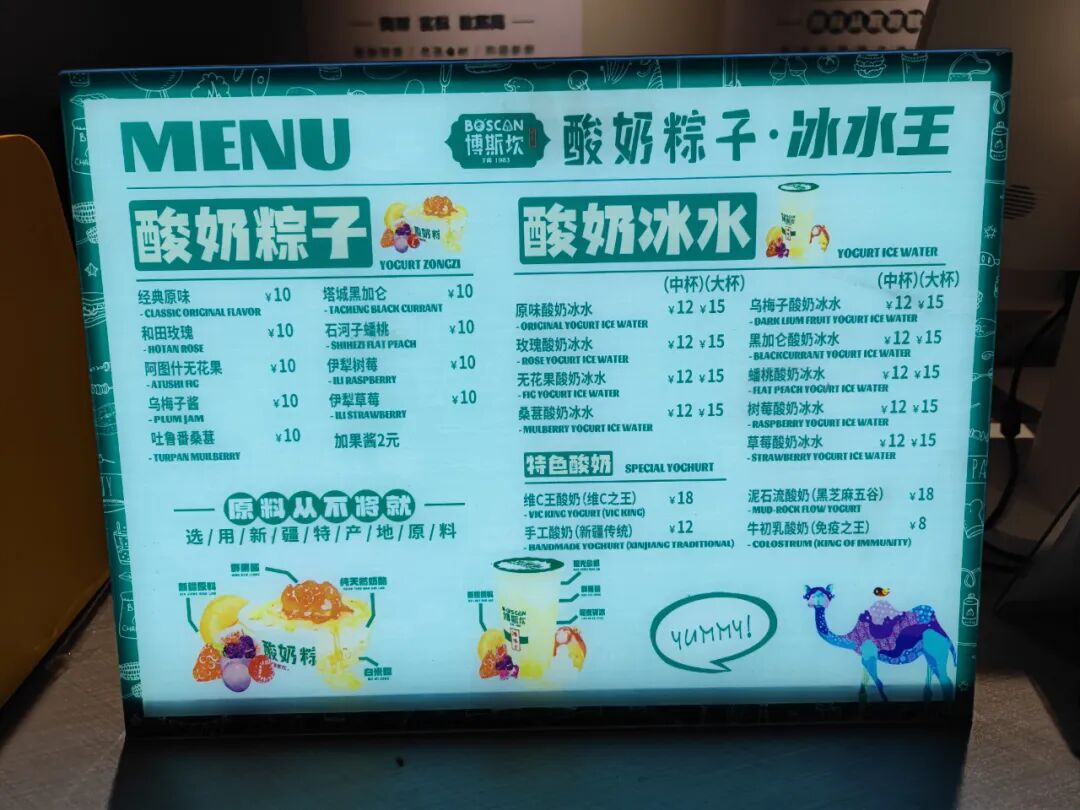 MENU
BOSCAN
博斯坎
酸奶粽子·冰水王
酸奶粽子
YOGURT ZONGZI
经典原味 ¥10
- CLASSIC ORIGINAL FLAVOR
和田玫瑰 ¥10
- HOTAN ROSE
阿图什无花果 ¥10
- ATUSHI FIG
乌梅子酱 ¥10
- PLUM JAM
吐鲁番桑葚 ¥10
- TURPAN MUILBERRY
塔城黑加仑 ¥10
- TACHENG BLACK CURRANT
石河子蟠桃 ¥10
- SHIHEZI FLAT PEACH
伊犁树莓 ¥10
- ILI RASPBERRY
伊犁草莓 ¥10
- ILI STRAWBERRY
加果酱2元
酸奶冰水
YOGURT ICE WATER
(中杯)(大杯)
原味酸奶冰水 ¥12 ¥15
- ORIGINAL YOGURT ICE WATER
玫瑰酸奶冰水 ¥12 ¥15
- ROSE YOGURT ICE WATER
无花果酸奶冰水 ¥12 ¥15
- FIG YOGURT ICE WATER
桑葚酸奶冰水 ¥12 ¥15
- MULBERRY YOGURT ICE WATER
(中杯)(大杯)
乌梅子酸奶冰水 ¥12 ¥15
- DARK LIUM FRUIT YOGURT ICE WATER
黑加仑酸奶冰水 ¥12 ¥15
- BLACKCURRANT YOGURT ICE WATER
蟠桃酸奶冰水 ¥12 ¥15
- FLAT PEACH YOGURT ICE WATER
树莓酸奶冰水 ¥12 ¥15
- RASPBERRY YOGURT ICE WATER
草莓酸奶冰水 ¥12 ¥15
- STRAWBERRY YOGURT ICE WATER
特色酸奶 SPECIAL YOGHURT
维C王酸奶(维C之王) ¥18
- VIC KING YOGURT (VIC KING)
手工酸奶(新疆传统) ¥12
- HANDMADE YOGHURT (XINJIANG TRADITIONAL)
泥石流酸奶(黑芝麻五谷) ¥18
- MUD-ROCK FLOW YOGURT
牛初乳酸奶(免疫之王) ¥8
- COLOSTRUM (KING OF IMMUNITY)
原料从不将就
选/用/新/疆/特/产/地/原/料
新疆原料
鲜果酱
纯天然奶酪
白米粽
酸奶粽
BOSCAN
博斯坎
YUMMY!